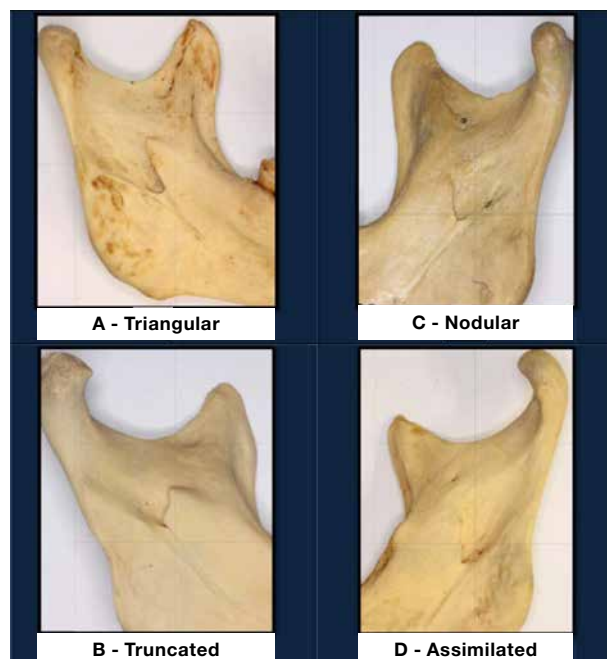 A - Triangular
C - Nodular
B - Truncated
D - Assimilated